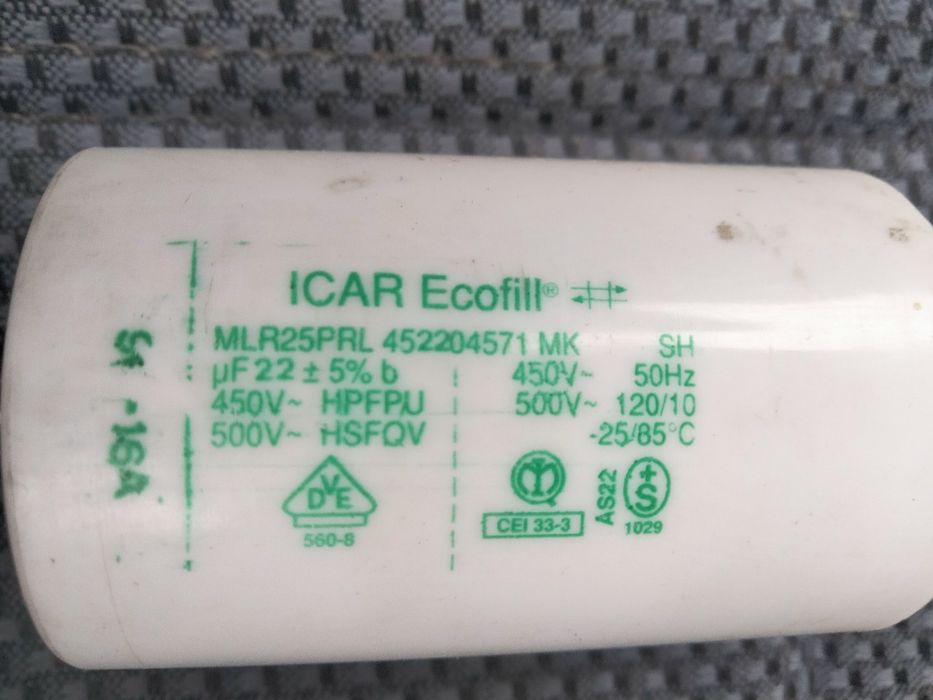 ICAR Ecofill®
MLR25PRL 452204571 MK SH
µF 22 ± 5% b 450V~ 50Hz
450V~ HPFPU 500V~ 120/10
500V~ HSFQV -25/85°C
DVE
560-8
CEI 33-3
AS22
+S
1029
-16A